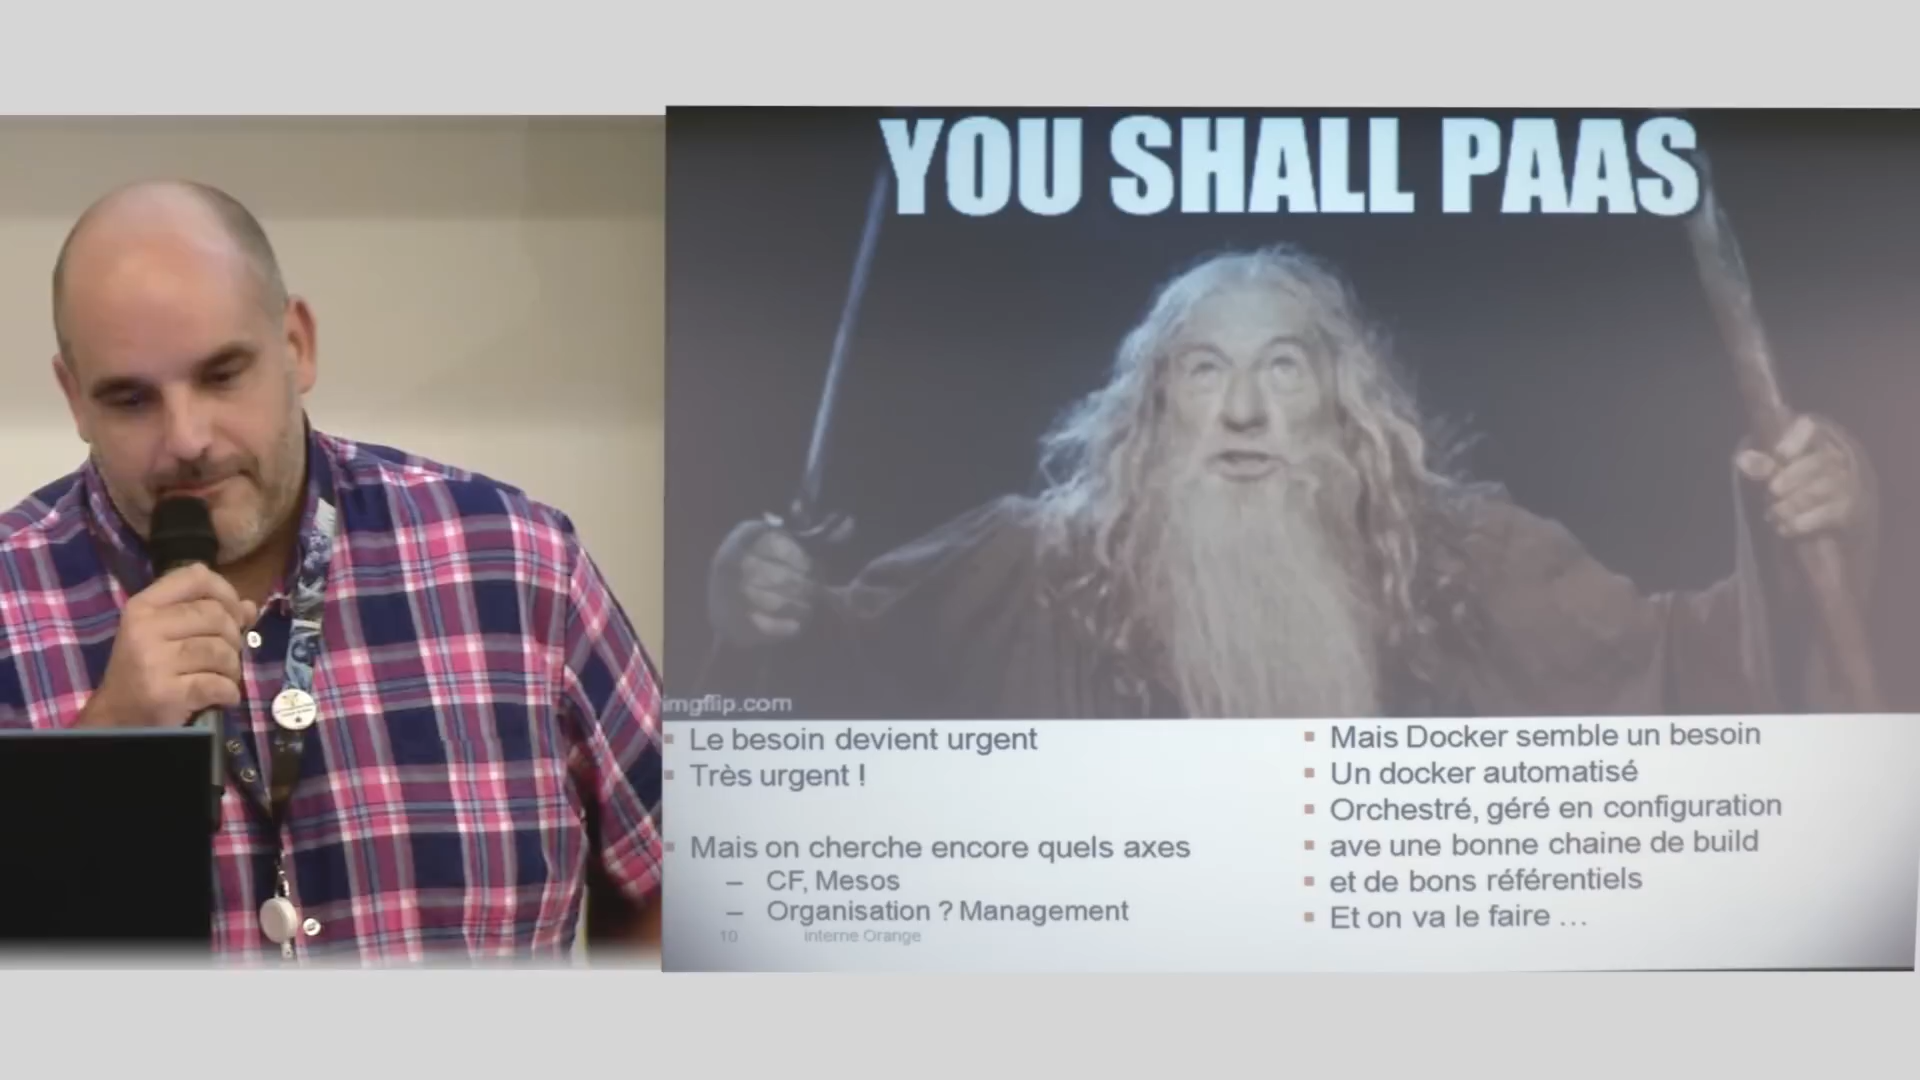 YOU SHALL PAAS
imgflip.com
Le besoin devient urgent
Très urgent !
Mais on cherche encore quels axes
– CF, Mesos
– Organisation ? Management
10 Interne Orange
Mais Docker semble un besoin
Un docker automatisé
Orchestré, géré en configuration
ave une bonne chaine de build
et de bons référentiels
Et on va le faire …